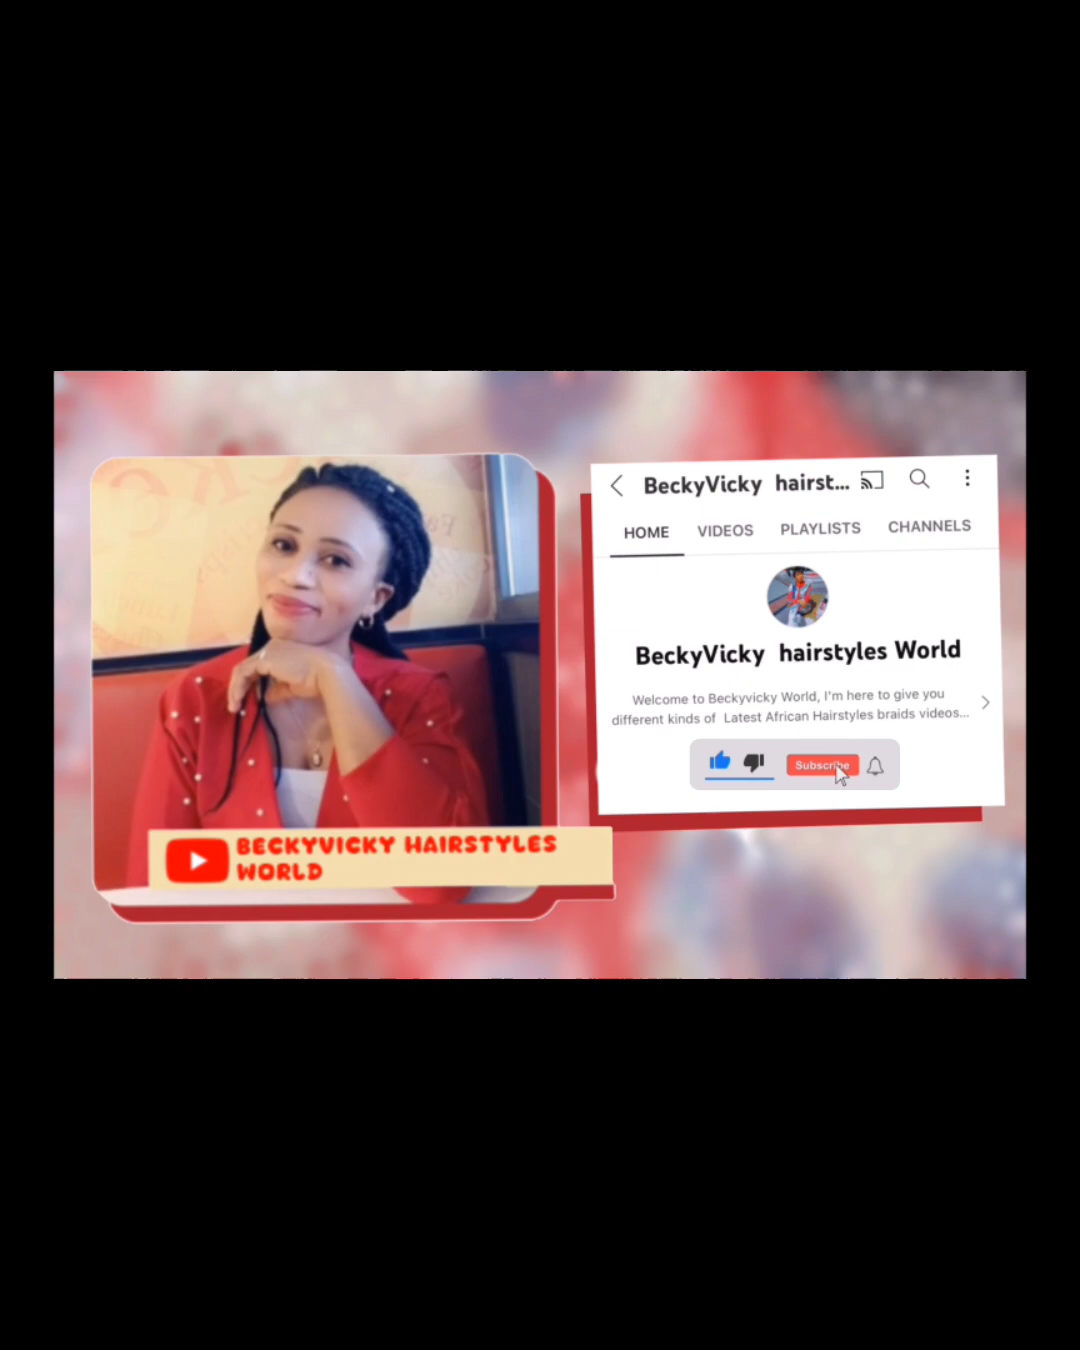 BECKYVICKY HAIRSTYLES
WORLD
BeckyVicky hairst...
HOME VIDEOS PLAYLISTS CHANNELS
BeckyVicky hairstyles World
Welcome to Beckyvicky World, I'm here to give you
different kinds of Latest African Hairstyles braids videos...
Subscribe